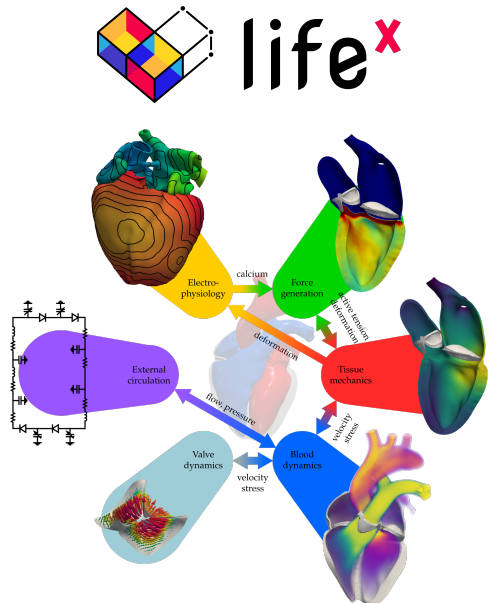 lifeˣ
calcium
Electro-
physiology
Force
generation
active tension
deformation
deformation
External
circulation
Tissue
mechanics
flow, pressure
velocity
stress
Valve
dynamics
Blood
dynamics
velocity
stress